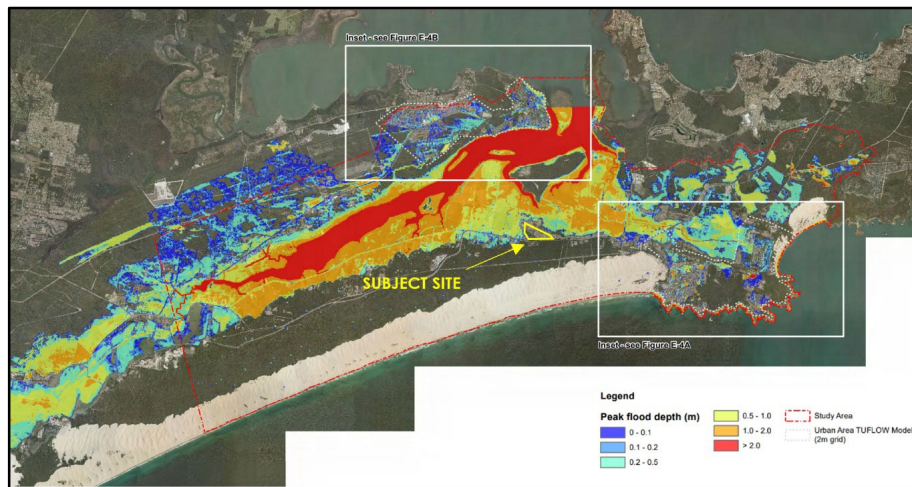 Inset - see Figure E-4B
SUBJECT SITE
Inset - see Figure E-4A
Legend
Peak flood depth (m)
0 - 0.1
0.1 - 0.2
0.2 - 0.5
0.5 - 1.0
1.0 - 2.0
> 2.0
Study Area
Urban Area TUFLOW Model
(2m grid)